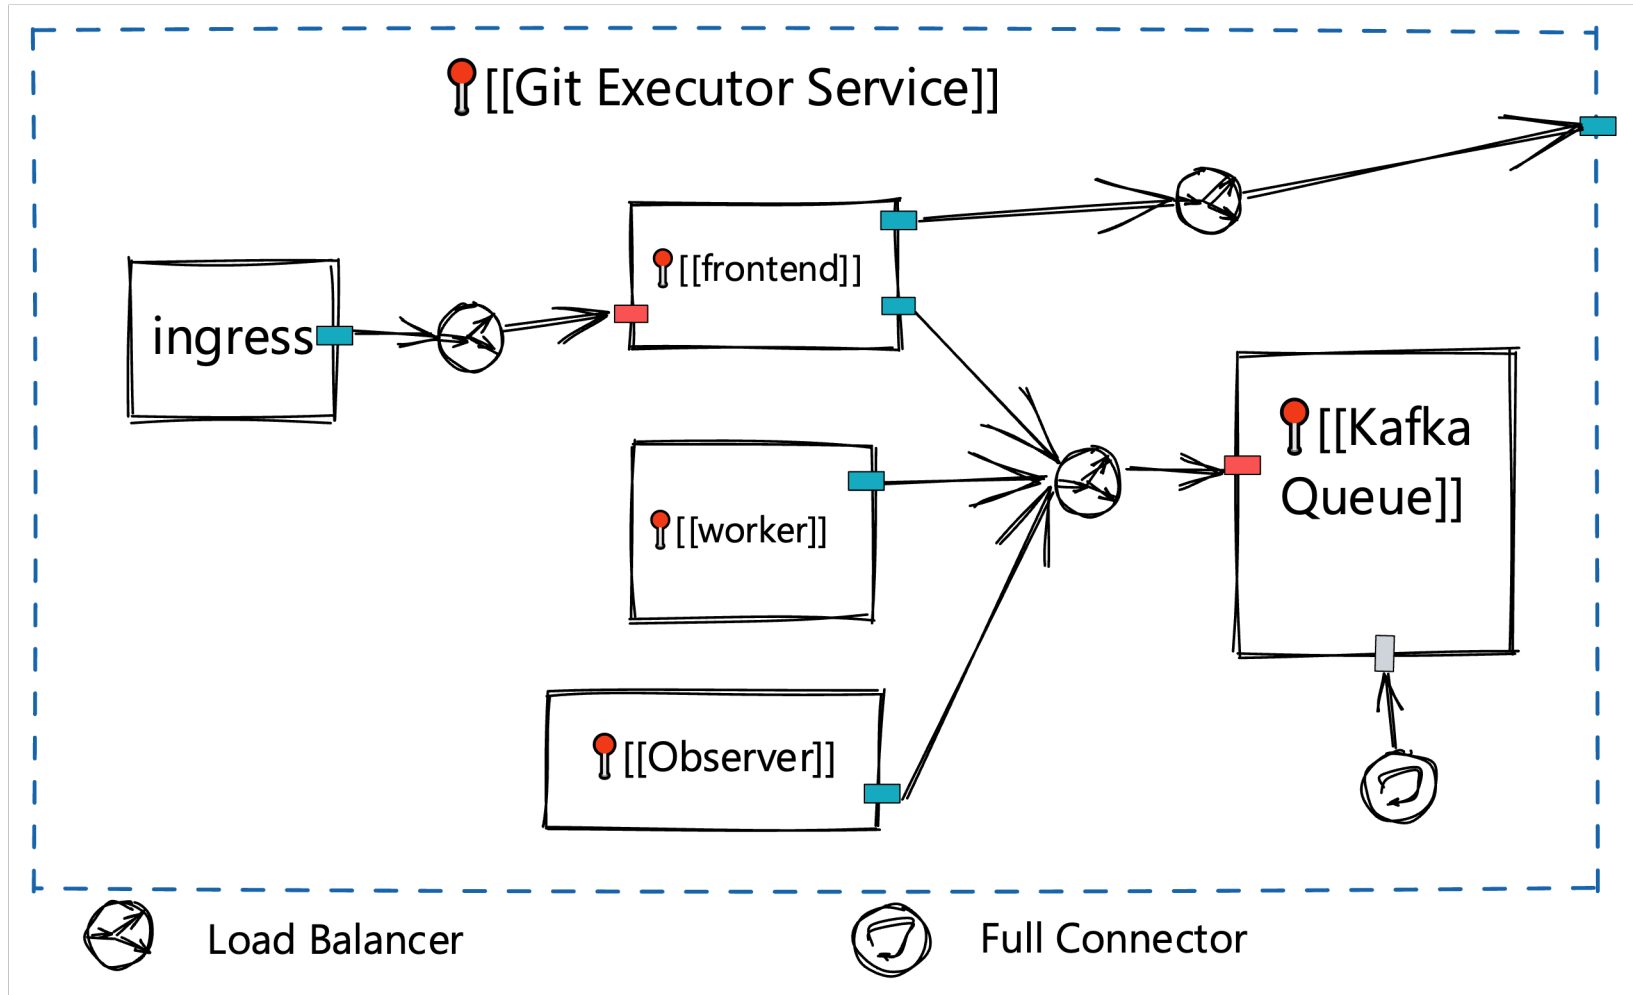 [[Git Executor Service]]
[[frontend]]
ingress
[[Kafka
Queue]]
[[worker]]
[[Observer]]
Load Balancer
Full Connector